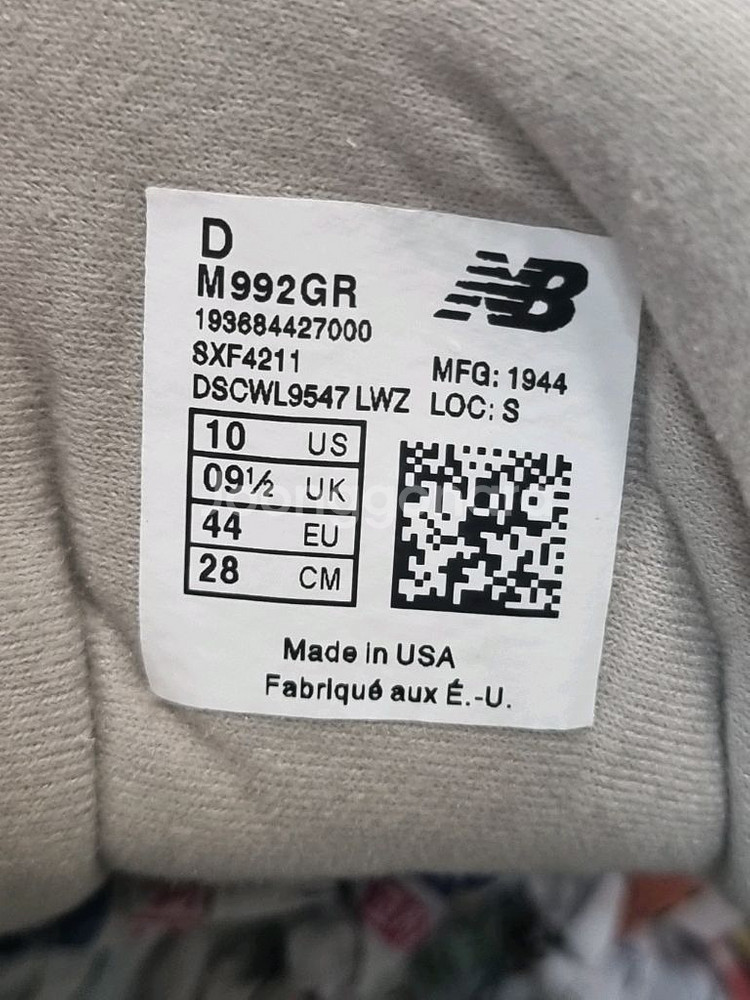 D
M992GR
NB
193684427000
SXF4211
MFG: 1944
DSCWL9547 LWZ LOC: S
10 US
09½ UK
44 EU
28 CM
Made in USA
Fabriqué aux É.-U.